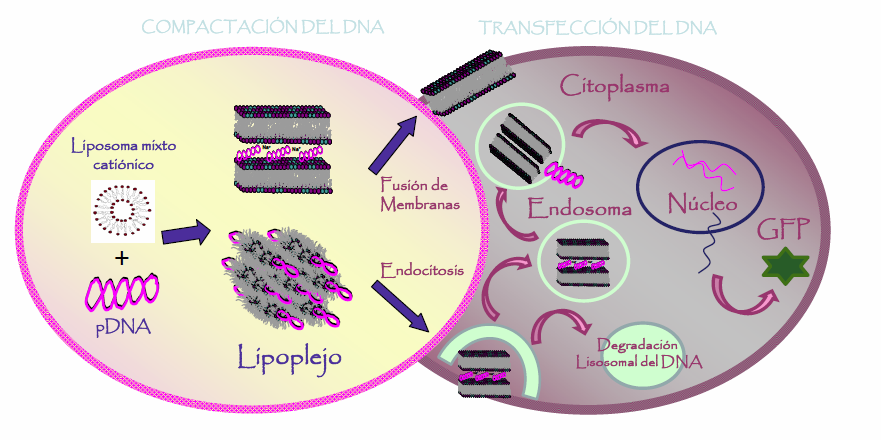 COMPACTACIÓN DEL DNA
TRANSFECCIÓN DEL DNA
Liposoma mixto
catiónico
+
pDNA
Lipoplejo
Fusión de
Membranas
Endocitosis
Citoplasma
Endosoma
Núcleo
GFP
Degradación
Lisosomal del DNA